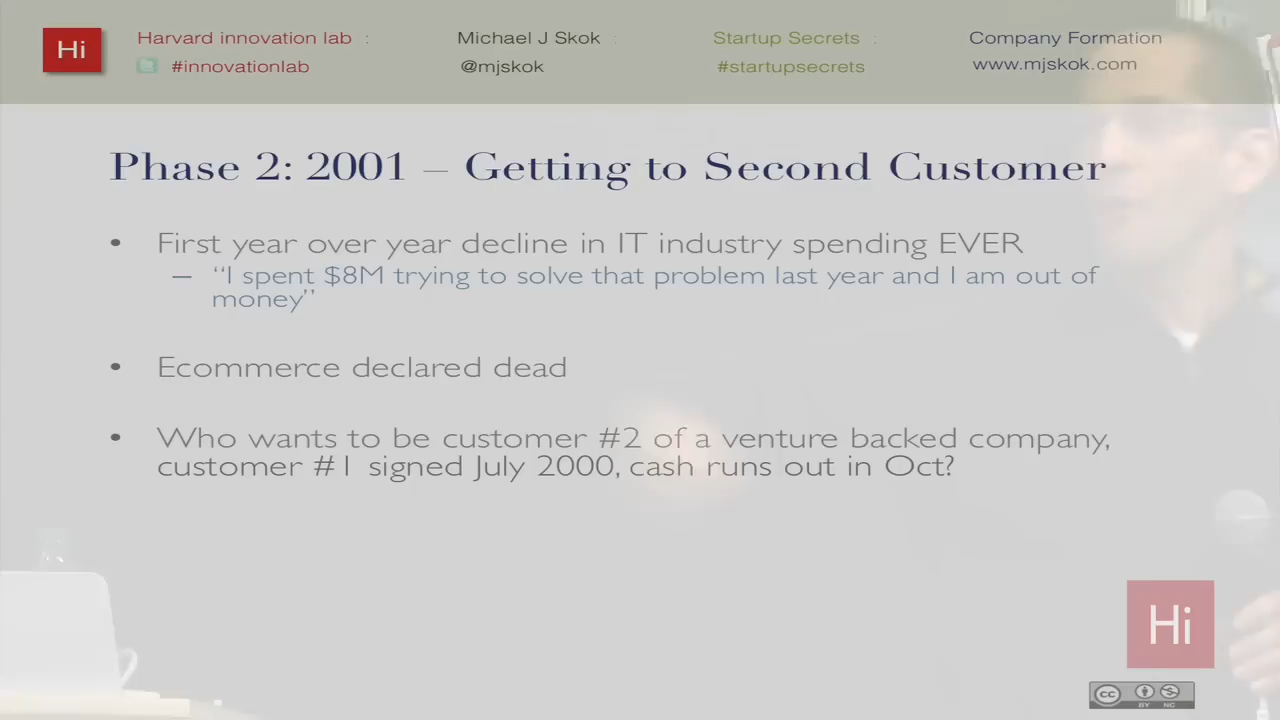 Hi
Harvard innovation lab :
#innovationlab
Michael J Skok :
@mjskok
Startup Secrets :
#startupsecrets
Company Formation
www.mjskok.com
Phase 2: 2001 – Getting to Second Customer
• First year over year decline in IT industry spending EVER
– “I spent $8M trying to solve that problem last year and I am out of
money”
• Ecommerce declared dead
• Who wants to be customer #2 of a venture backed company,
customer #1 signed July 2000, cash runs out in Oct?
Hi
cc
BY NC